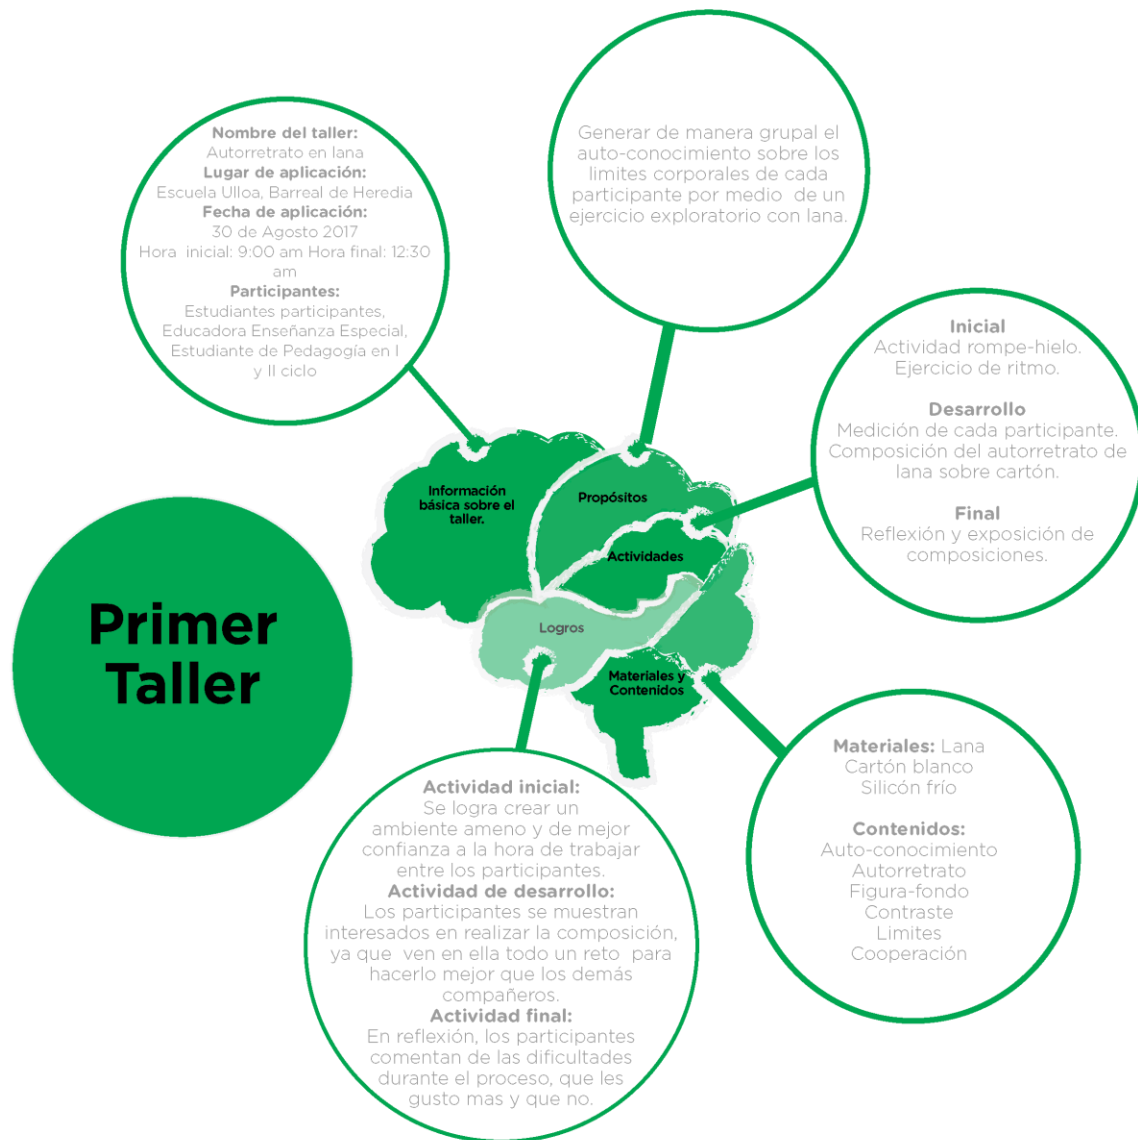 Nombre del taller:
Autorretrato en lana
Lugar de aplicación:
Escuela Ulloa, Barreal de Heredia
Fecha de aplicación:
30 de Agosto 2017
Hora inicial: 9:00 am Hora final: 12:30
am
Participantes:
Estudiantes participantes,
Educadora Enseñanza Especial,
Estudiante de Pedagogía en I
y II ciclo
Generar de manera grupal el
auto-conocimiento sobre los
limites corporales de cada
participante por medio de un
ejercicio exploratorio con lana.
Inicial
Actividad rompe-hielo.
Ejercicio de ritmo.
Desarrollo
Medición de cada participante.
Composición del autorretrato de
lana sobre cartón.
Final
Reflexión y exposición de
composiciones.
Información
básica sobre el
taller.
Propósitos
Actividades
Logros
Materiales y
Contenidos
Primer
Taller
Actividad inicial:
Se logra crear un
ambiente ameno y de mejor
confianza a la hora de trabajar
entre los participantes.
Actividad de desarrollo:
Los participantes se muestran
interesados en realizar la composición,
ya que ven en ella todo un reto para
hacerlo mejor que los demás
compañeros.
Actividad final:
En reflexión, los participantes
comentan de las dificultades
durante el proceso, que les
gusto mas y que no.
Materiales: Lana
Cartón blanco
Silicón frío
Contenidos:
Auto-conocimiento
Autorretrato
Figura-fondo
Contraste
Limites
Cooperación